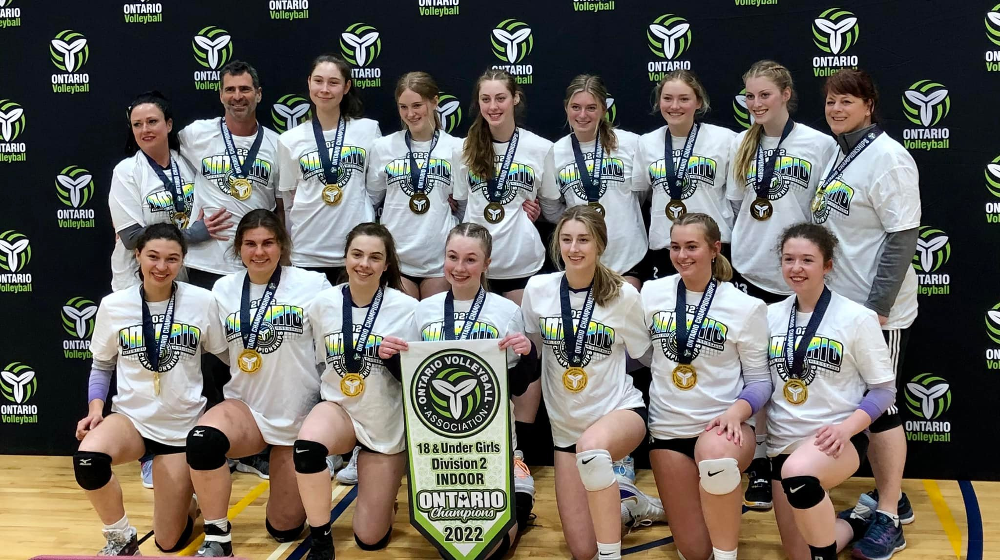 ONTARIO
Volleyball
ONTARIO CHAMPIONSHIPS
2022
ONTARIO
WATERLOO
MISSISSAUGA
CHAMPIONSHIPS
ONTARIO VOLLEYBALL
ASSOCIATION
18 & Under Girls
Division 2
INDOOR
ONTARIO
Champions
2022